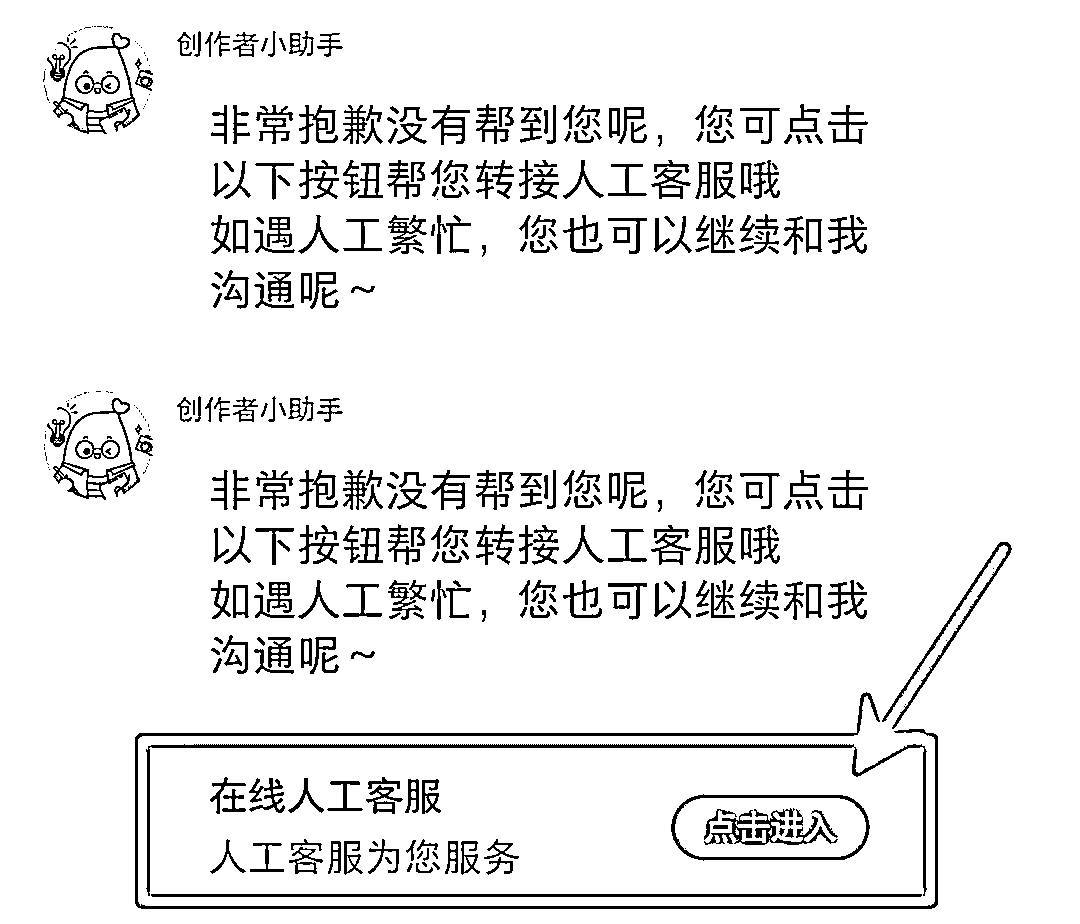 创作者小助手
非常抱歉没有帮到您呢，您可点击
以下按钮帮您转接人工客服哦
如遇人工繁忙，您也可以继续和我
沟通呢～
创作者小助手
非常抱歉没有帮到您呢，您可点击
以下按钮帮您转接人工客服哦
如遇人工繁忙，您也可以继续和我
沟通呢～
在线人工客服
点击进入
人工客服为您服务